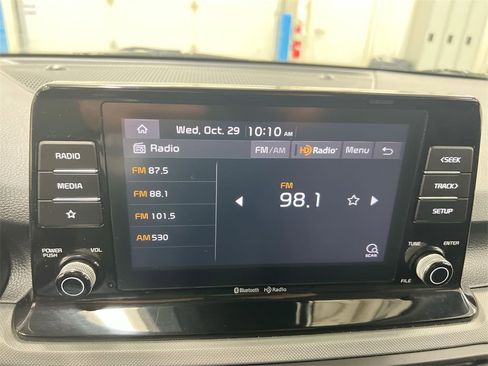 Wed, Oct. 29 10:10 AM
Radio FM/AM HD Radio Menu
FM 87.5
FM 88.1
FM 101.5
AM 530
FM
98.1
SCAN
RADIO
MEDIA
POWER PUSH
VOL
<SEEK
TRACK>
SETUP
TUNE
ENTER
FILE
Bluetooth HD Radio